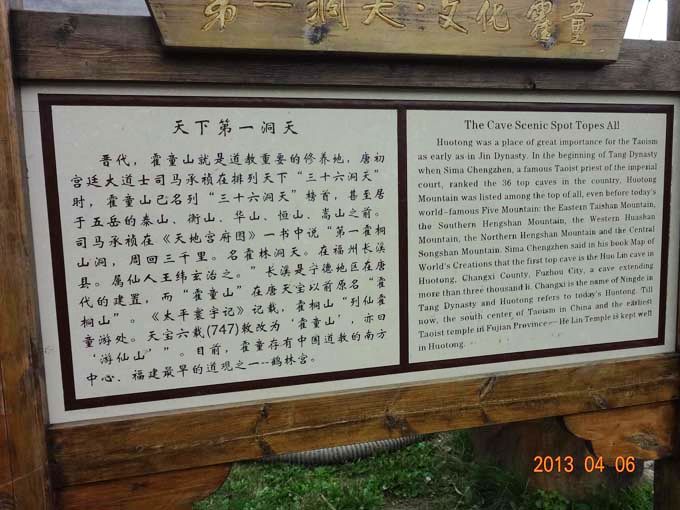 第一洞天·文化霍童
天下第一洞天
晋代，霍童山就是道教重要的修养地，唐初
宫廷大道士司马承祯在排列天下“三十六洞天”
时，霍童山已名列“三十六洞天”榜首，甚至居
于五岳的泰山、衡山、华山、恒山、嵩山之前。
司马承祯在《天地宫府图》一书中说“第一霍桐
山洞，周回三千里。名霍林洞天。在福州长溪
县。属仙人王纬玄治之。”长溪是宁德地区在唐
代的建置，而“霍童山”在唐天宝以前原名“霍
桐山”。《太平寰宇记》记载，霍桐山“列仙霍
童游处。天宝六载(747)敕改为‘霍童山’，亦曰
‘游仙山’”。目前，霍童存有中国道教的南方
中心、福建最早的道观之一--鹤林宫。
The Cave Scenic Spot Topes All
Huotong was a place of great importance for the Taoism
as early as in Jin Dynasty. In the beginning of Tang Dynasty
when Sima Chengzhen, a famous Taoist priest of the imperial
court, ranked the 36 top caves in the country, Huotong
Mountain was listed among the top of all, even before today's
world-famous Five Mountain: the Eastern Taishan Mountain,
the Southern Hengshan Mountain, the Western Huashan
Mountain, the Northern Hengshan Mountain and the Central
Songshan Mountain. Sima Chengzhen said in his book Map of
World's Creations that the first top cave is the Huo Lin cave in
Huotong, Changxi County, Fuzhou City, a cave extending
more than three thousand li. Changxi is the name of Ningde in
Tang Dynasty and Huotong refers to today's Huotong. Till
now, the south center of Taoism in China and the earliest
Taoist temple in Fujian Province--- He Lin Temple is kept well
in Huotong.
2013 04 06